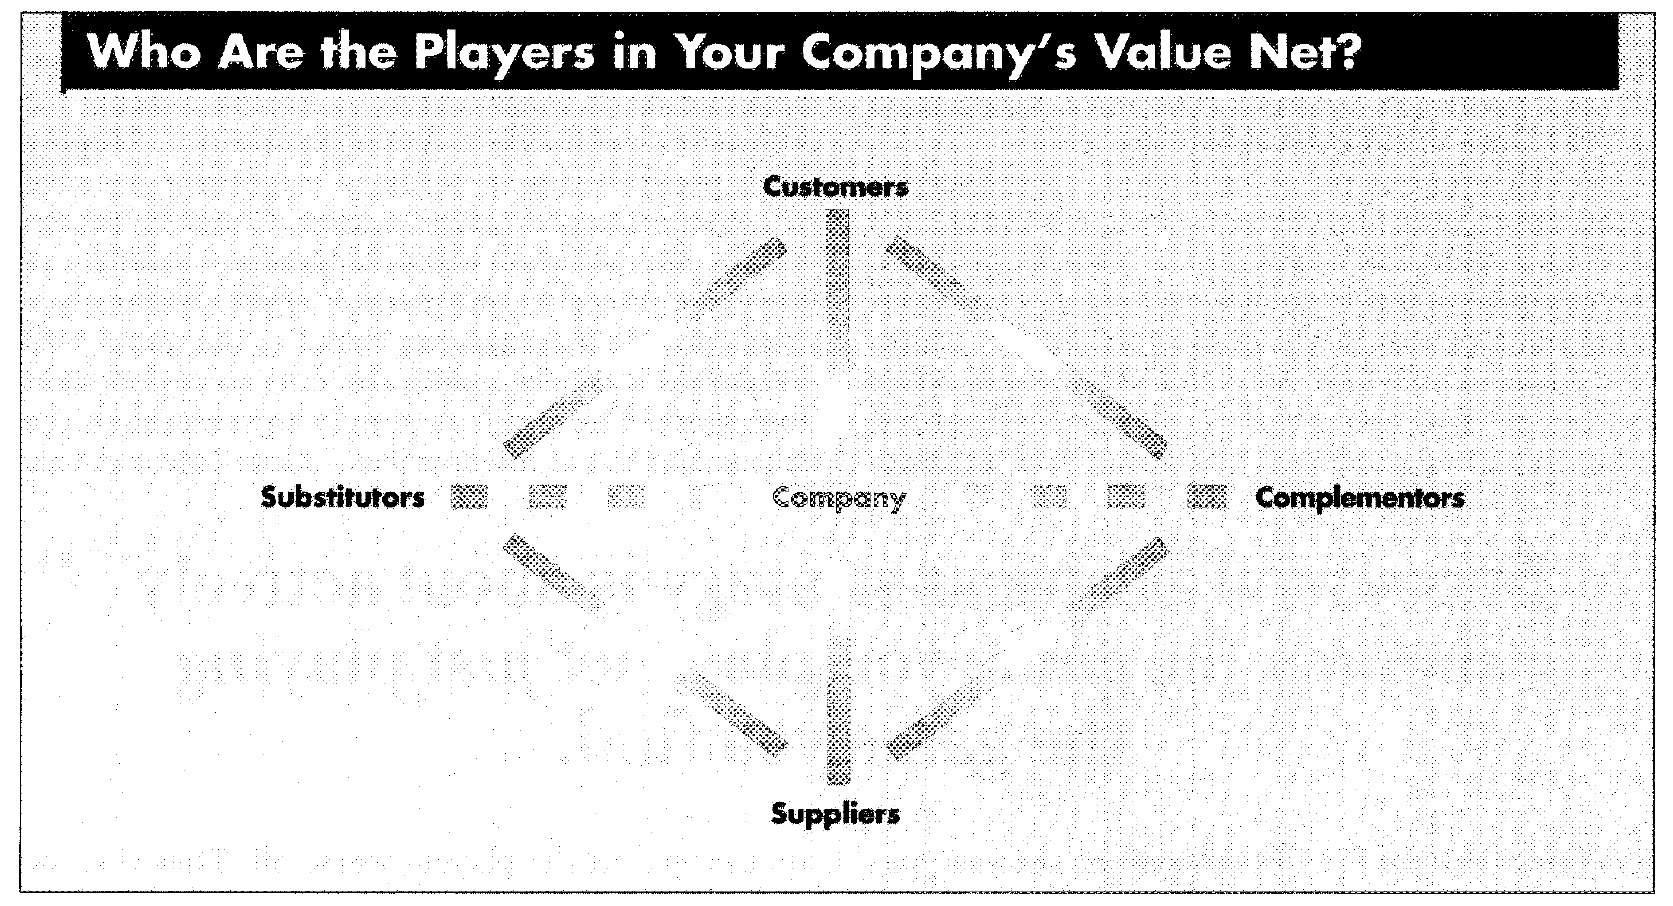 Who Are the Players in Your Company's Value Net?
Customers
Substitutors
Company
Complementors
Suppliers